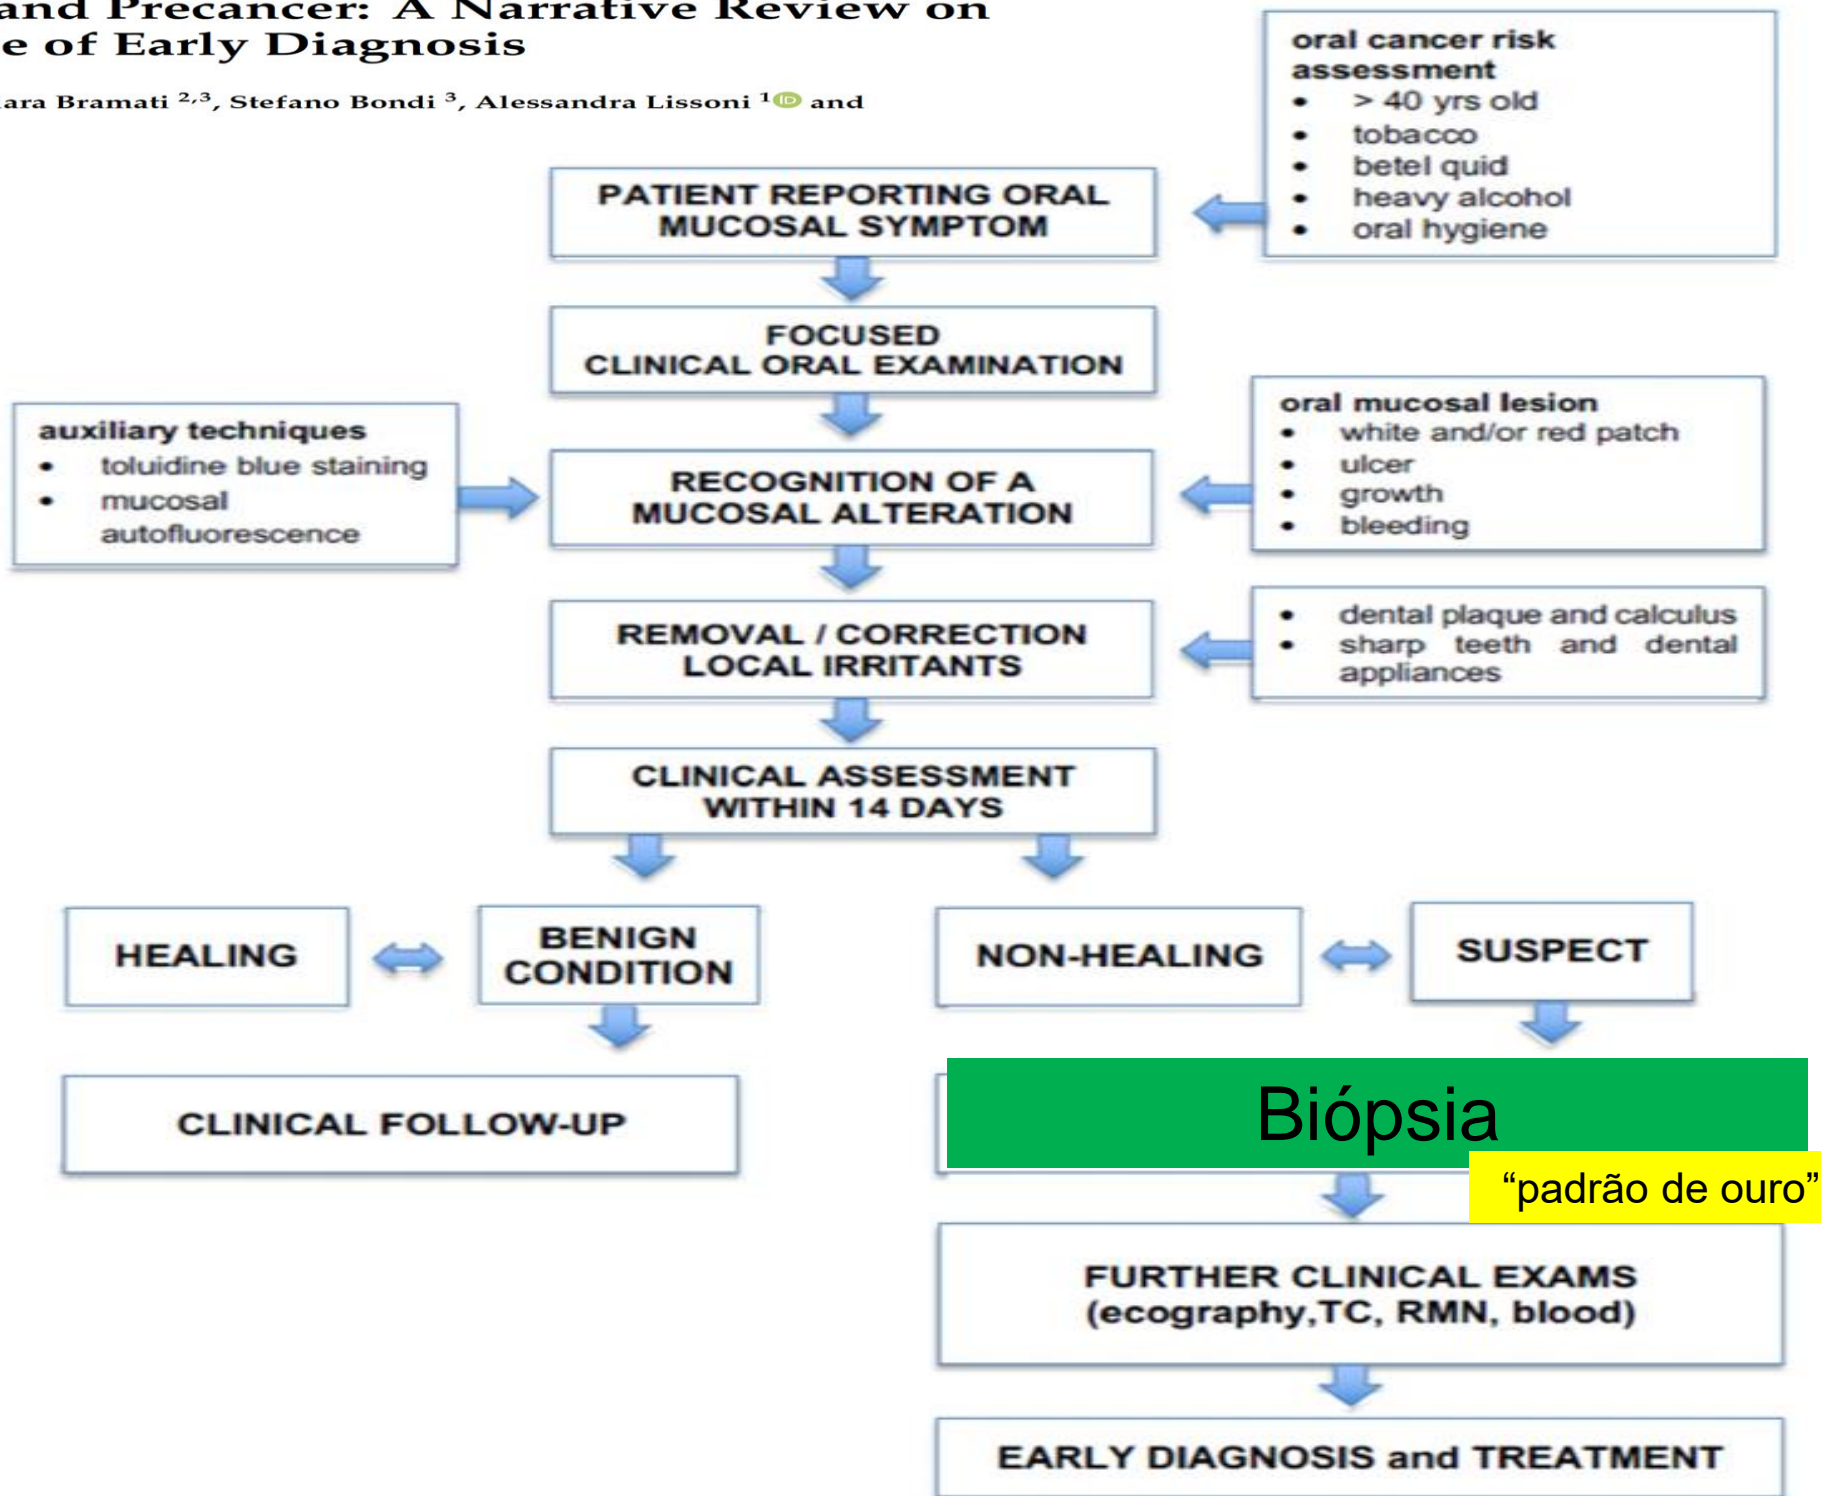 and Precancer: A Narrative Review on
e of Early Diagnosis
ara Bramati 2,3, Stefano Bondi 3, Alessandra Lissoni 1 iD and
oral cancer risk
assessment
• > 40 yrs old
• tobacco
• betel quid
• heavy alcohol
• oral hygiene
PATIENT REPORTING ORAL
MUCOSAL SYMPTOM
FOCUSED
CLINICAL ORAL EXAMINATION
auxiliary techniques
• toluidine blue staining
• mucosal
autofluorescence
RECOGNITION OF A
MUCOSAL ALTERATION
oral mucosal lesion
• white and/or red patch
• ulcer
• growth
• bleeding
REMOVAL / CORRECTION
LOCAL IRRITANTS
• dental plaque and calculus
• sharp teeth and dental
appliances
CLINICAL ASSESSMENT
WITHIN 14 DAYS
HEALING
BENIGN
CONDITION
NON-HEALING
SUSPECT
CLINICAL FOLLOW-UP
Biópsia
“padrão de ouro”
FURTHER CLINICAL EXAMS
(ecography,TC, RMN, blood)
EARLY DIAGNOSIS and TREATMENT